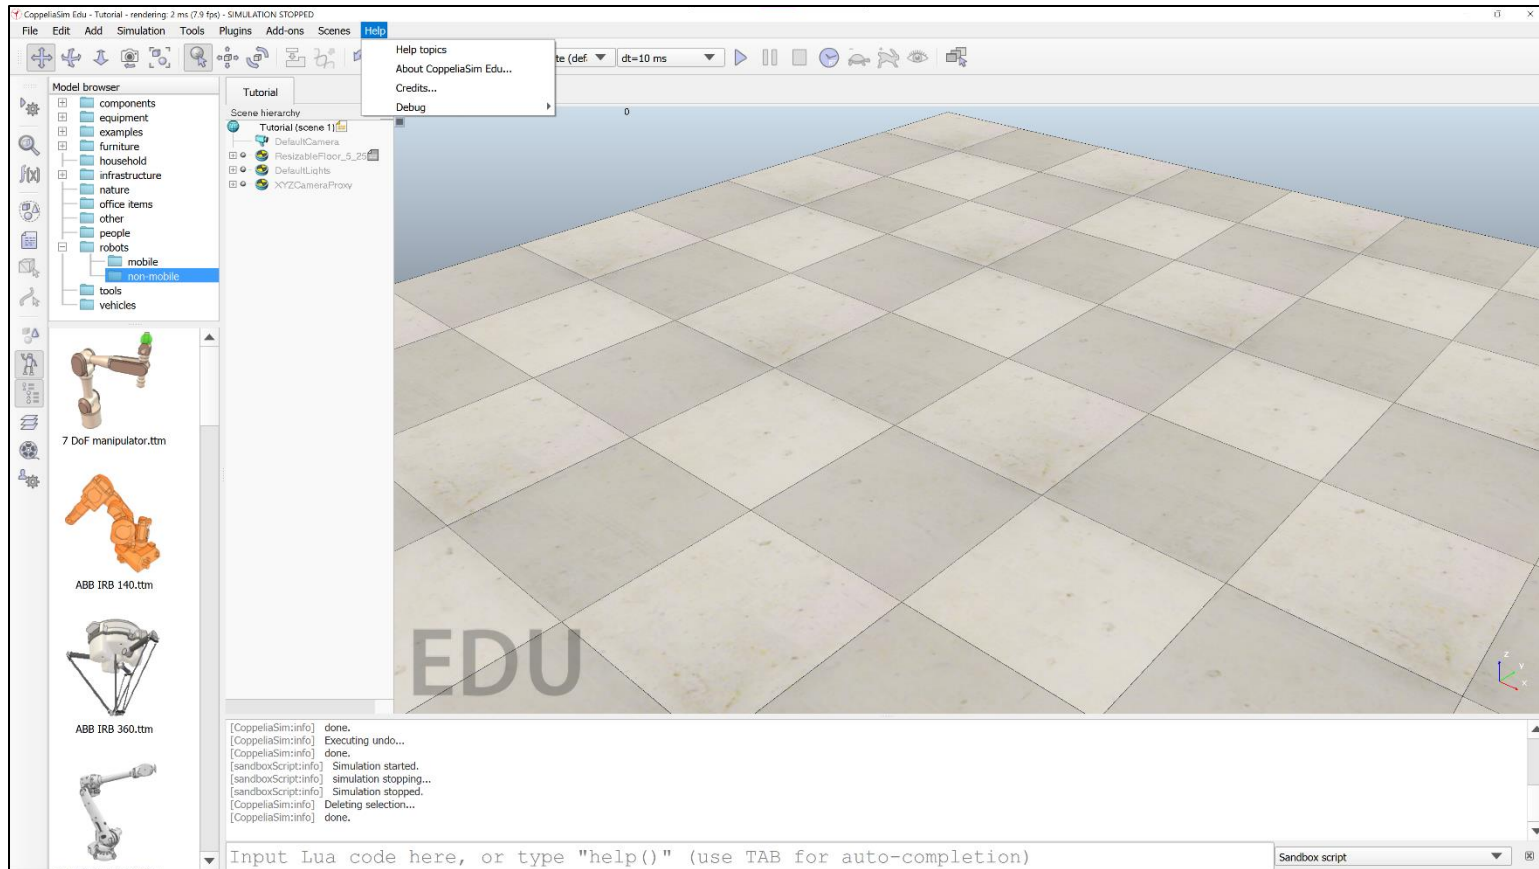 CoppeliaSim Edu - Tutorial - rendering: 2 ms (7.9 fps) - SIMULATION STOPPED
File Edit Add Simulation Tools Plugins Add-ons Scenes Help
Help topics
About CoppeliaSim Edu...
Credits...
Debug
dt=10 ms
Model browser
components
equipment
examples
furniture
household
infrastructure
nature
office items
other
people
robots
mobile
non-mobile
tools
vehicles
7 DoF manipulator.ttm
ABB IRB 140.ttm
ABB IRB 360.ttm
Tutorial
Scene hierarchy
Tutorial (scene 1)
DefaultCamera
ResizableFloor_5_25
DefaultLights
XYZCameraProxy
0
EDU
z
y
x
[CoppeliaSim:info] done.
[CoppeliaSim:info] Executing undo...
[CoppeliaSim:info] done.
[sandboxScript:info] Simulation started.
[sandboxScript:info] simulation stopping...
[sandboxScript:info] Simulation stopped.
[CoppeliaSim:info] Deleting selection...
[CoppeliaSim:info] done.
Input Lua code here, or type "help()" (use TAB for auto-completion)
Sandbox script